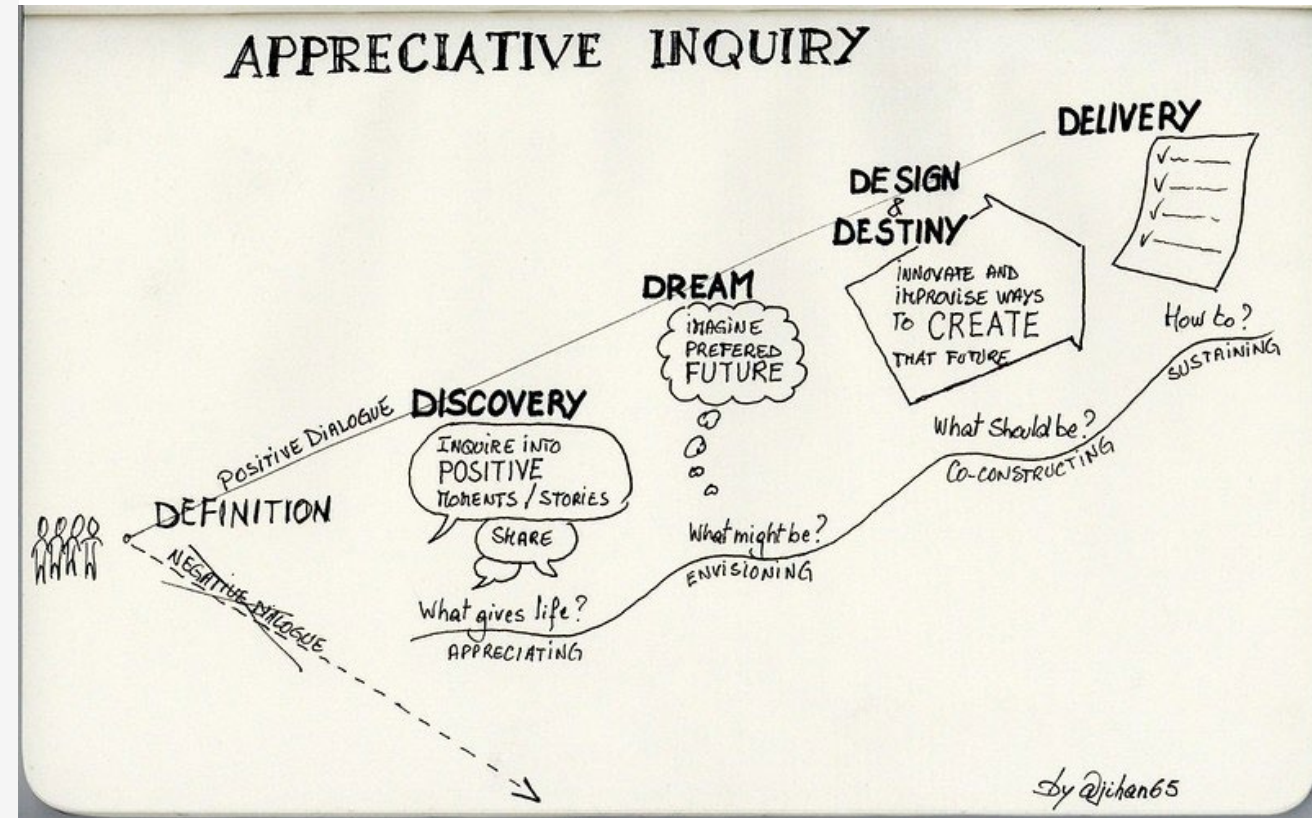 APPRECIATIVE INQUIRY
DELIVERY
DESIGN
&
DESTINY
INNOVATE AND
IMPROVISE WAYS
TO CREATE
THAT FUTURE
How to?
SUSTAINING
DREAM
IMAGINE
PREFERED
FUTURE
What should be?
CO-CONSTRUCTING
What might be?
ENVISIONING
POSITIVE DIALOGUE
DISCOVERY
INQUIRE INTO
POSITIVE
MOMENTS / STORIES
SHARE
What gives life?
APPRECIATING
DEFINITION
NEGATIVE DIALOGUE
by @jihan65